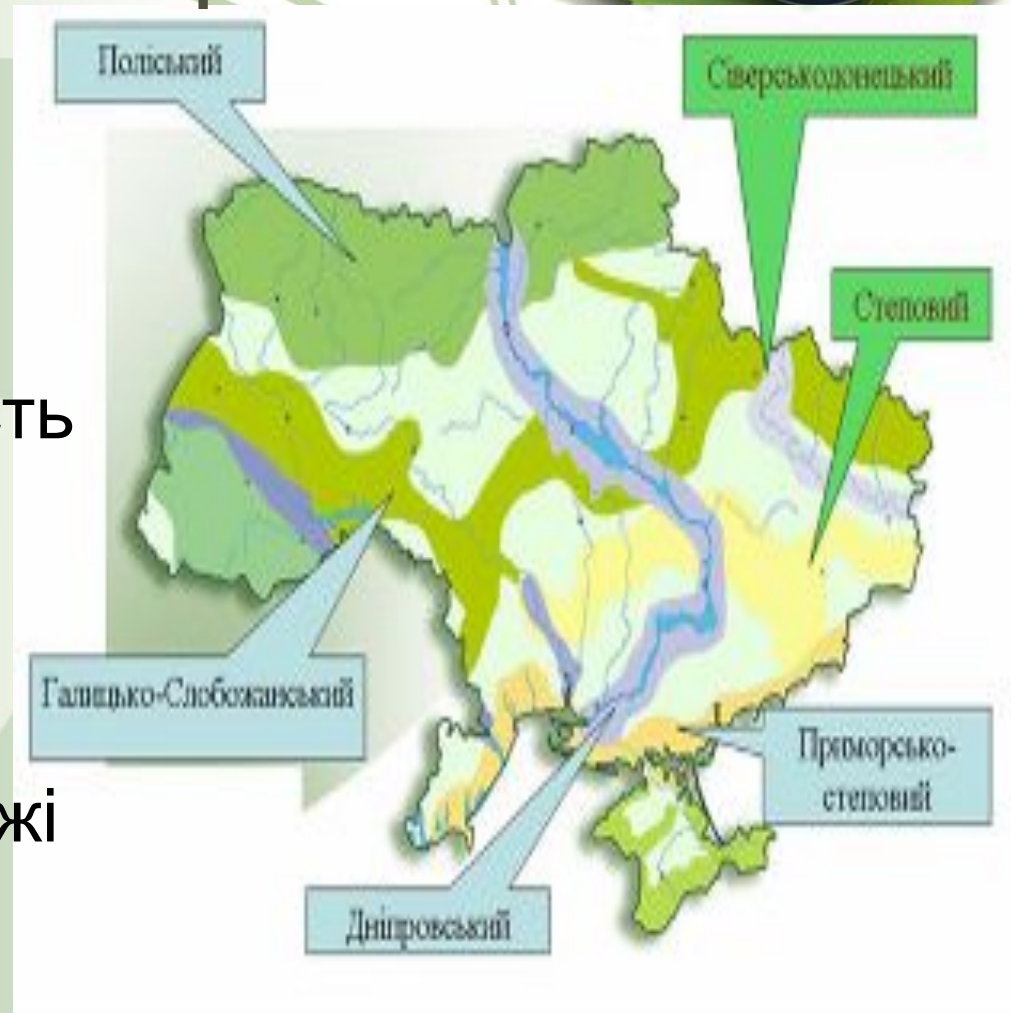 Поліський
Сіверськодонецький
Степовий
ть
Галицько-Слобожанський
жі
Приморсько-
степовий
Дніпровський